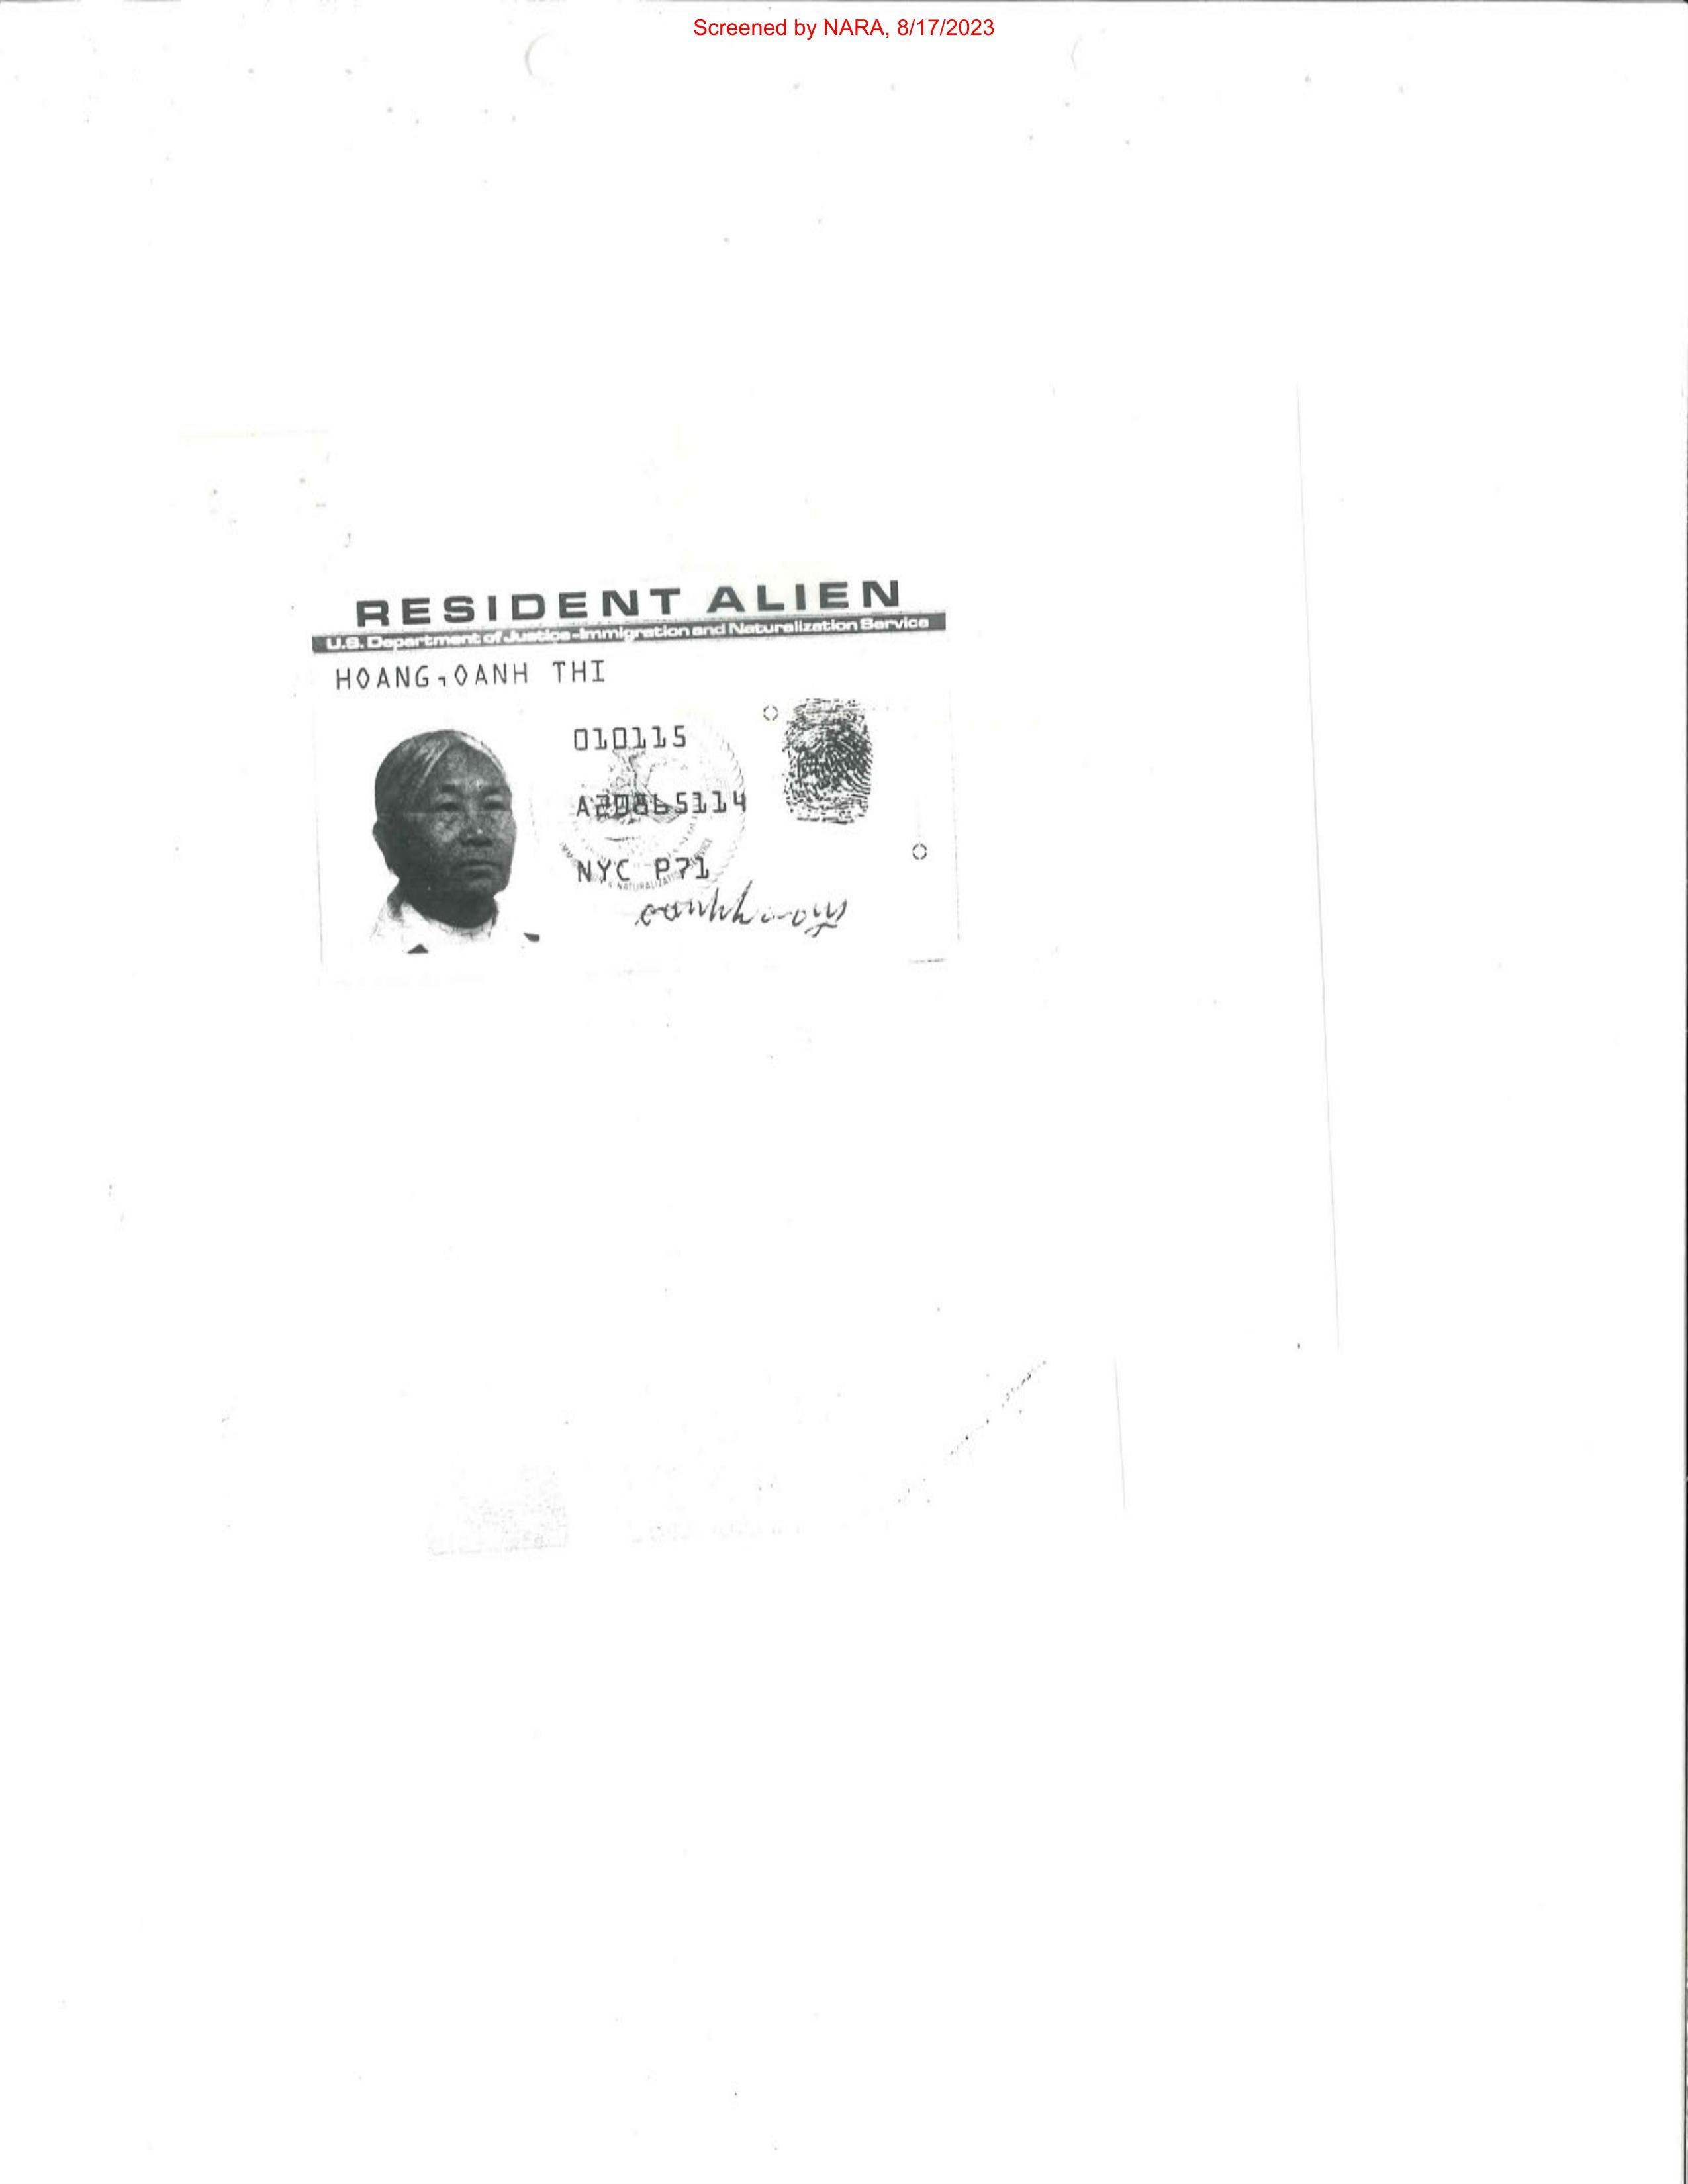 Screened by NARA, 8/17/2023
RESIDENT ALIEN
U.S. Department of Justice-Immigration and Naturalization Service
HOANG,OANH THI
010115
A20865114
NYC P71